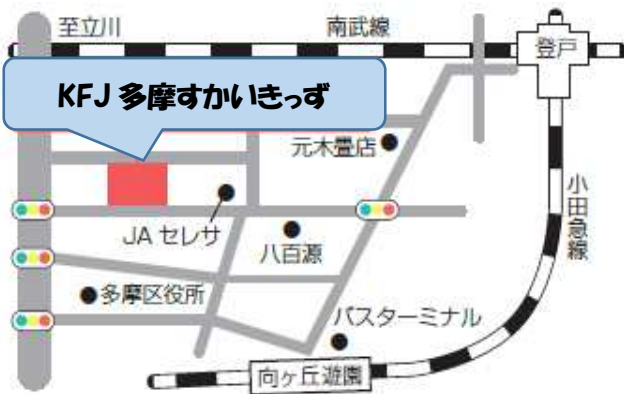 至立川
南武線
登戸
KFJ 多摩すかいきっず
元木畳店
小田急線
JA セレサ
八百源
多摩区役所
バスターミナル
向ヶ丘遊園